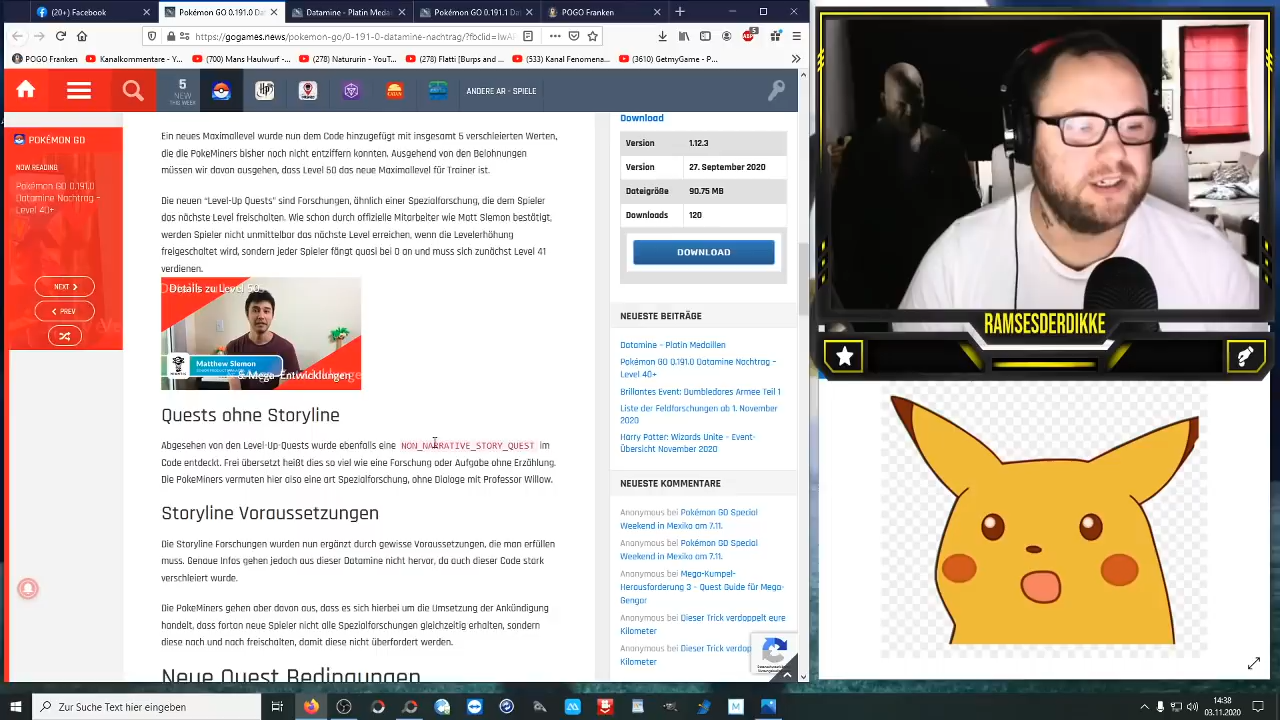 (20+) Facebook
Pokémon GO 0.191.0 Da
Datamine – Platin Medai
Pokémon GO 0.191.0 Da
POGO Franken
https://gogames.news/pokemon-go/0-191-0-datamine-nachtrag/?fbclid=IwAR
POGO Franken
Kanalkommentare - Y...
(700) Mans Haulwurf -...
(278) Natururin - YouT...
(278) Flatti [Burps and ...
(533) Kanal Fenomena...
(3610) GetmyGame - P...
5
THIS WEEK
ANDERE AR - SPIELE
POKÉMON GO
NOW READING
Pokémon GO 0.191.0
Datamine Nachtrag –
Level 40+
NEXT
PREV
Ein neues Maximallevel wurde nun dem Code hinzugefügt mit insgesamt 5 verschleierten Werten,
die die PokeMiners bisher noch nicht entziffern konnten. Ausgehend von den Belohnungen
müssen wir davon ausgehen, dass Level 50 das neue Maximallevel für Trainer ist.
Die neuen “Level-Up Quests” sind Forschungen, ähnlich einer Spezialforschung, die dem Spieler
das nächste Level freischalten. Wie schon durch offizielle Mitarbeiter wie Matt Slemon bestätigt,
werden Spieler nicht unmittelbar das nächste Level erreichen, wenn die Levelerhöhung
freigeschaltet wird, sondern jeder Spieler fängt quasi bei 0 an und muss sich zunächst Level 41
verdienen.
Details zu Level 50
Matthew Slemon
& Mega-Entwicklungen
Quests ohne Storyline
Abgesehen von den Level-Up-Quests wurde ebenfalls eine NON_NARRATIVE_STORY_QUEST im
Code entdeckt. Frei übersetzt heißt dies so viel wie eine Forschung oder Aufgabe ohne Erzählung.
Die PokeMiners vermuten hier also eine art Spezialforschung, ohne Dialoge mit Professor Willow.
Storyline Voraussetzungen
Die Storyline Forschungen wurden nun ergänzt durch gewisse Voraussetzungen, die man erfüllen
muss. Genaue Infos gehen jedoch aus dieser Datamine nicht hervor, da auch dieser Code stark
verschleiert wurde.
Die PokeMiners gehen aber davon aus, dass es sich hierbei um die Umsetzung der Ankündigung
handelt, dass fortan neue Spieler nicht alle Spezialforschungen gleichzeitig erhalten, sondern
diese nach und nach freischalten, damit diese nicht überfordert werden.
Neue Quest Bedingungen
Download
Version 1.12.3
Version 27. September 2020
Dateigröße 90.75 MB
Downloads 120
DOWNLOAD
NEUESTE BEITRÄGE
Datamine – Platin Medaillen
Pokémon GO 0.191.0 Datamine Nachtrag –
Level 40+
Brillantes Event: Dumbledores Armee Teil 1
Liste der Feldforschungen ab 1. November
2020
Harry Potter: Wizards Unite – Event-
Übersicht November 2020
NEUESTE KOMMENTARE
Anonymous bei Pokémon GO Special
Weekend in Mexiko am 7.11.
Anonymous bei Pokémon GO Special
Weekend in Mexiko am 7.11.
Anonymous bei Mega-Kumpel-
Herausforderung 3 – Quest Guide für Mega-
Gengar
Anonymous bei Dieser Trick verdoppelt eure
Kilometer
Anonymous bei Dieser Trick verdop
Kilometer
RAMSESDERDIKKE
Zur Suche Text hier eingeben
14:38
03.11.2020